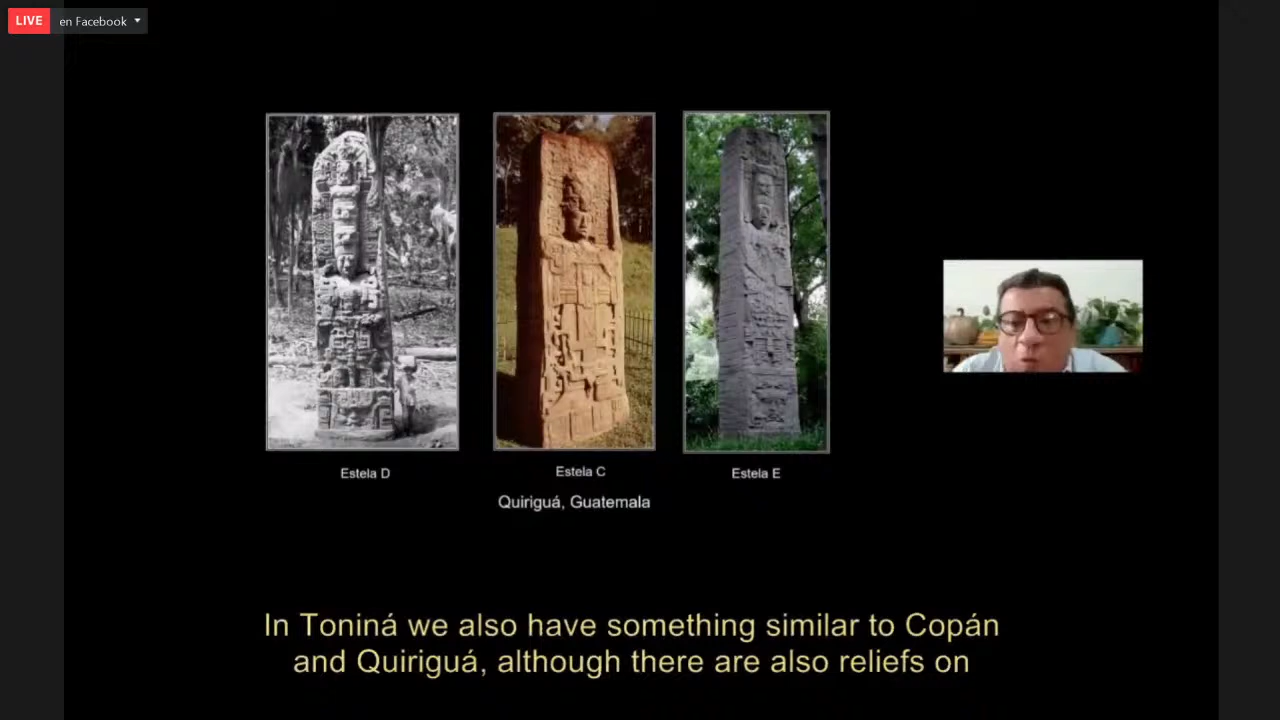 LIVE en Facebook
Estela D
Estela C
Estela E
Quiriguá, Guatemala
In Toniná we also have something similar to Copán
and Quiriguá, although there are also reliefs on